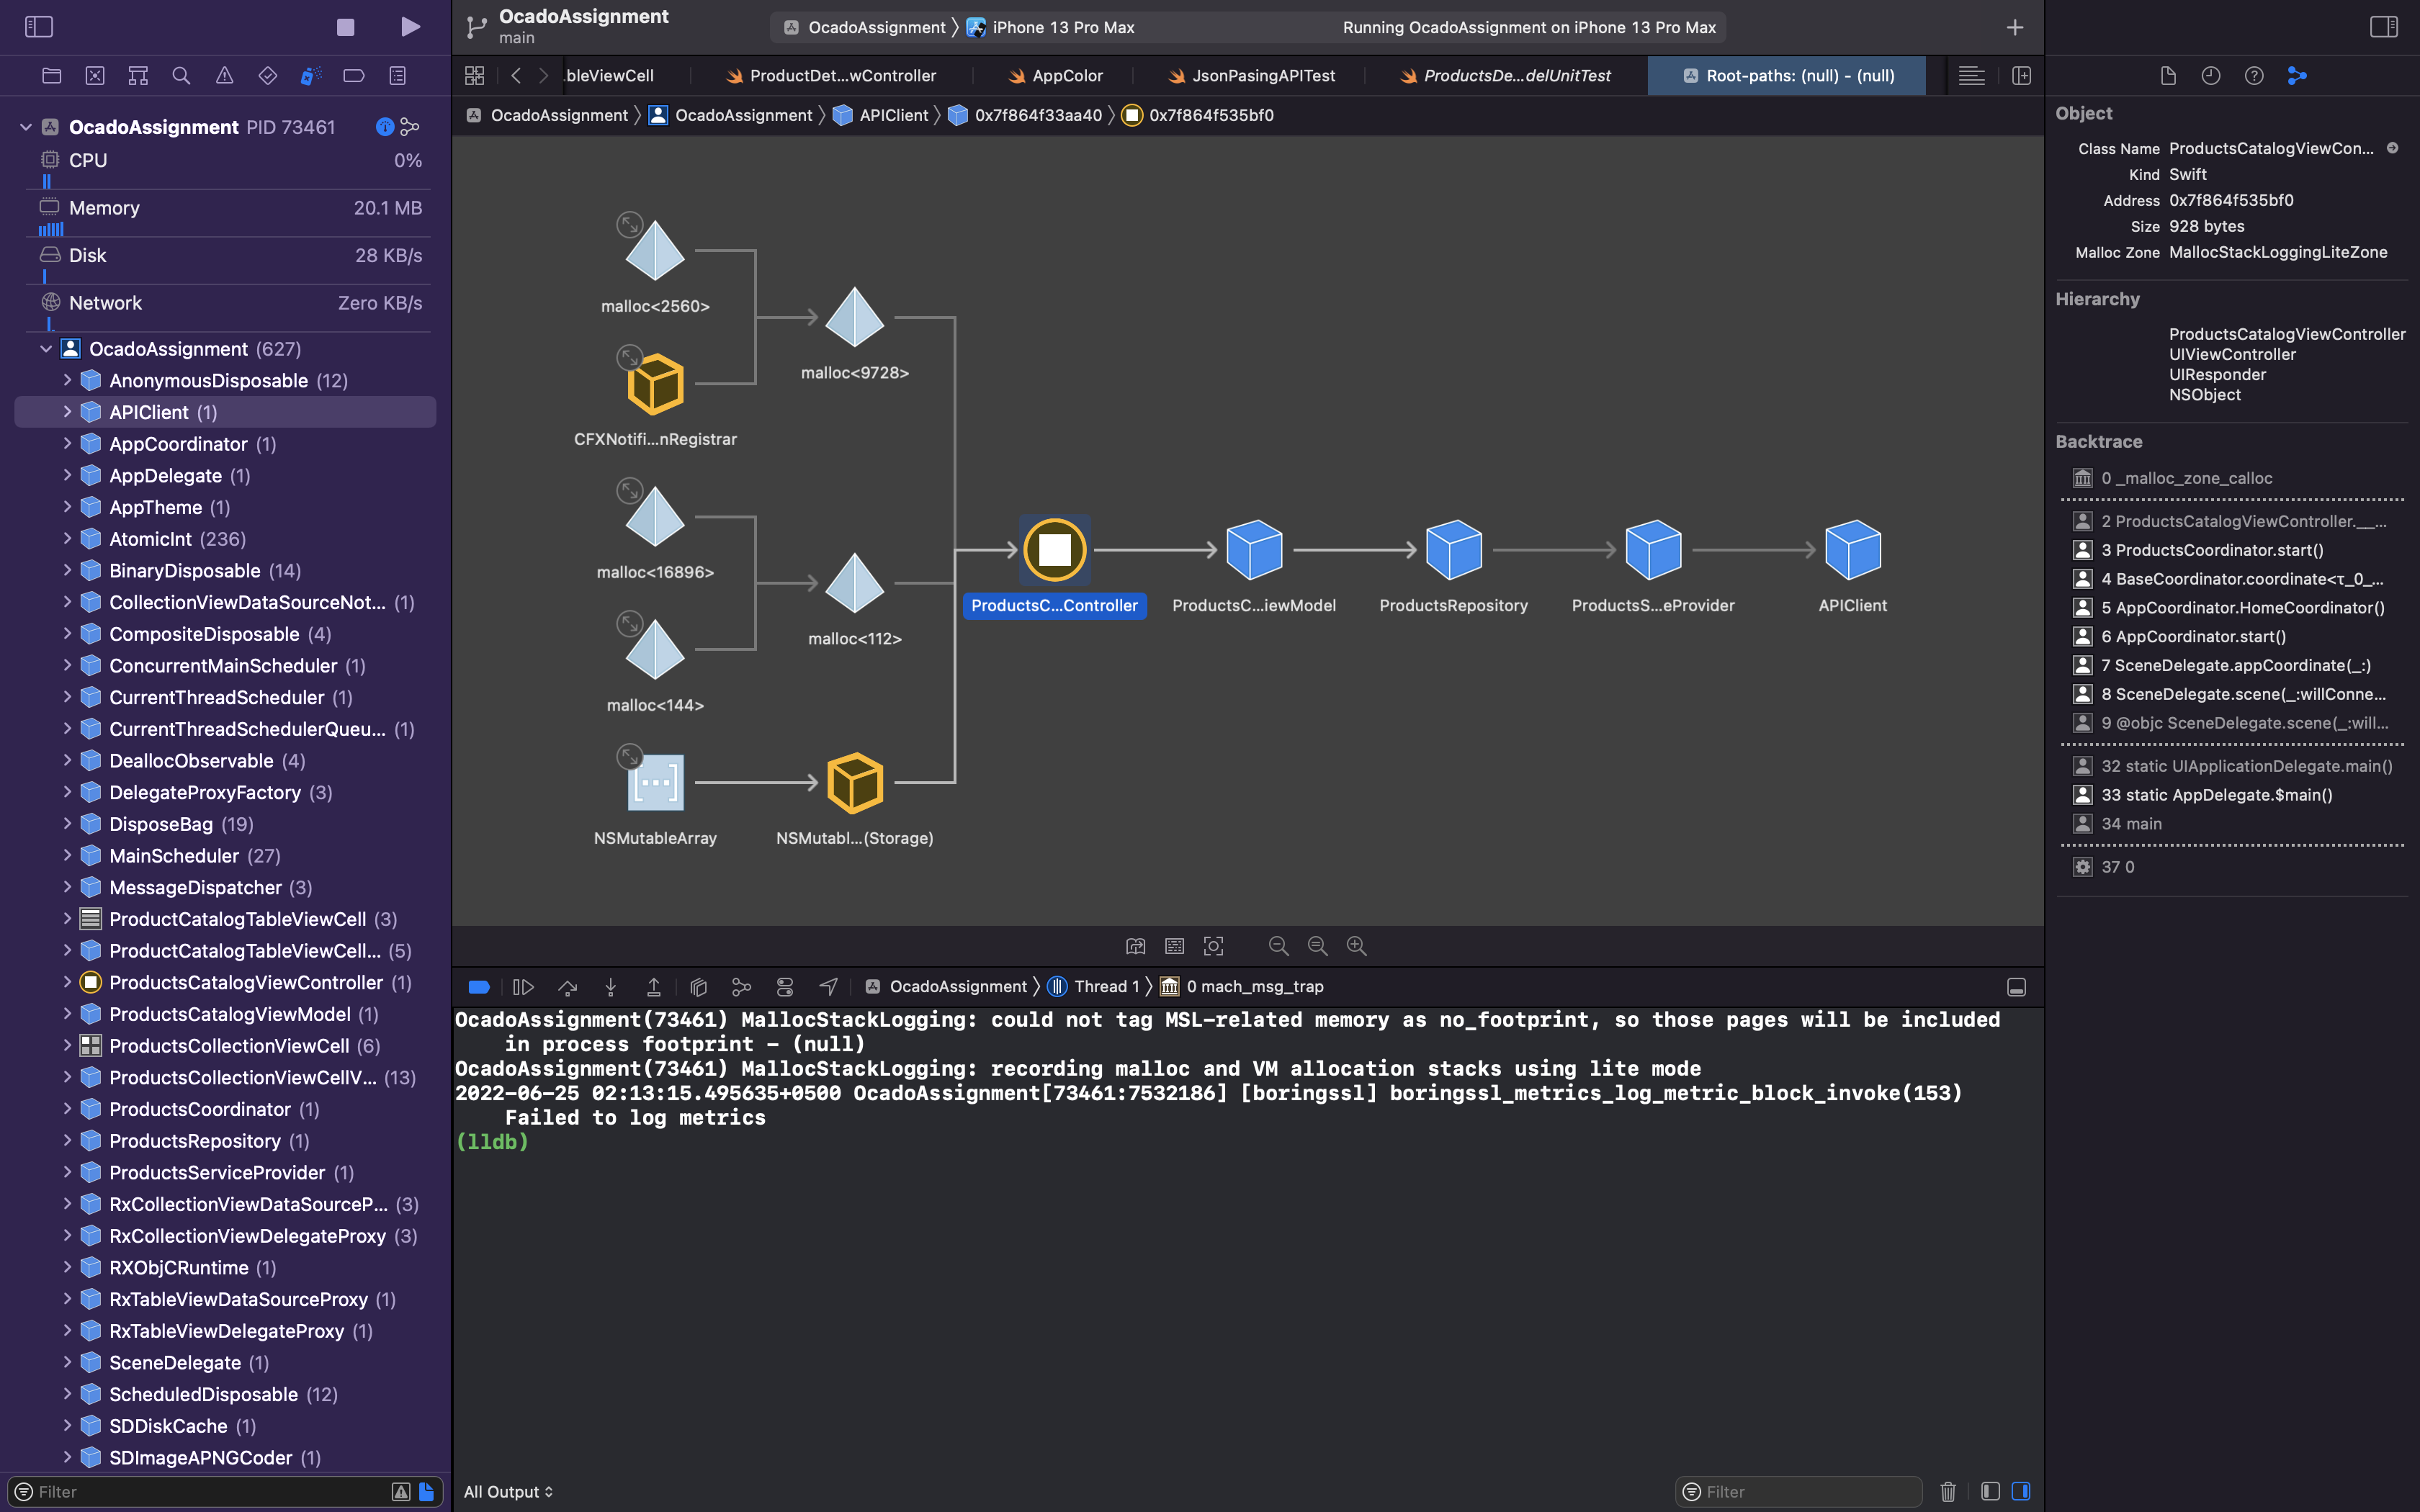 OcadoAssignment
main
OcadoAssignment iPhone 13 Pro Max
Running OcadoAssignment on iPhone 13 Pro Max
bleViewCell
ProductDet...wController
AppColor
JsonPasingAPITest
ProductsDe...delUnitTest
Root-paths: (null) - (null)
OcadoAssignment OcadoAssignment APIClient 0x7f864f33aa40 0x7f864f535bf0
OcadoAssignment PID 73461
CPU 0%
Memory 20.1 MB
Disk 28 KB/s
Network Zero KB/s
OcadoAssignment (627)
AnonymousDisposable (12)
APIClient (1)
AppCoordinator (1)
AppDelegate (1)
AppTheme (1)
AtomicInt (236)
BinaryDisposable (14)
CollectionViewDataSourceNot... (1)
CompositeDisposable (4)
ConcurrentMainScheduler (1)
CurrentThreadScheduler (1)
CurrentThreadSchedulerQueu... (1)
DeallocObservable (4)
DelegateProxyFactory (3)
DisposeBag (19)
MainScheduler (27)
MessageDispatcher (3)
ProductCatalogTableViewCell (3)
ProductCatalogTableViewCell... (5)
ProductsCatalogViewController (1)
ProductsCatalogViewModel (1)
ProductsCollectionViewCell (6)
ProductsCollectionViewCellV... (13)
ProductsCoordinator (1)
ProductsRepository (1)
ProductsServiceProvider (1)
RxCollectionViewDataSourceP... (3)
RxCollectionViewDelegateProxy (3)
RXObjCRuntime (1)
RxTableViewDataSourceProxy (1)
RxTableViewDelegateProxy (1)
SceneDelegate (1)
ScheduledDisposable (12)
SDDiskCache (1)
SDImageAPNGCoder (1)
Filter
malloc<2560>
malloc<9728>
CFXNotifi...nRegistrar
malloc<16896>
ProductsC...Controller
ProductsC...iewModel
ProductsRepository
ProductsS...eProvider
APIClient
malloc<112>
malloc<144>
NSMutableArray
NSMutabl...(Storage)
OcadoAssignment Thread 1 0 mach_msg_trap
OcadoAssignment(73461) MallocStackLogging: could not tag MSL-related memory as no_footprint, so those pages will be included
in process footprint - (null)
OcadoAssignment(73461) MallocStackLogging: recording malloc and VM allocation stacks using lite mode
2022-06-25 02:13:15.495635+0500 OcadoAssignment[73461:7532186] [boringssl] boringssl_metrics_log_metric_block_invoke(153)
Failed to log metrics
(lldb)
All Output
Filter
Object
Class Name ProductsCatalogViewCon...
Kind Swift
Address 0x7f864f535bf0
Size 928 bytes
Malloc Zone MallocStackLoggingLiteZone
Hierarchy
ProductsCatalogViewController
UIViewController
UIResponder
NSObject
Backtrace
0 _malloc_zone_calloc
2 ProductsCatalogViewController.__...
3 ProductsCoordinator.start()
4 BaseCoordinator.coordinate<τ_0_...
5 AppCoordinator.HomeCoordinator()
6 AppCoordinator.start()
7 SceneDelegate.appCoordinate(_:)
8 SceneDelegate.scene(_:willConne...
9 @objc SceneDelegate.scene(_:will...
32 static UIApplicationDelegate.main()
33 static AppDelegate.$main()
34 main
37 0